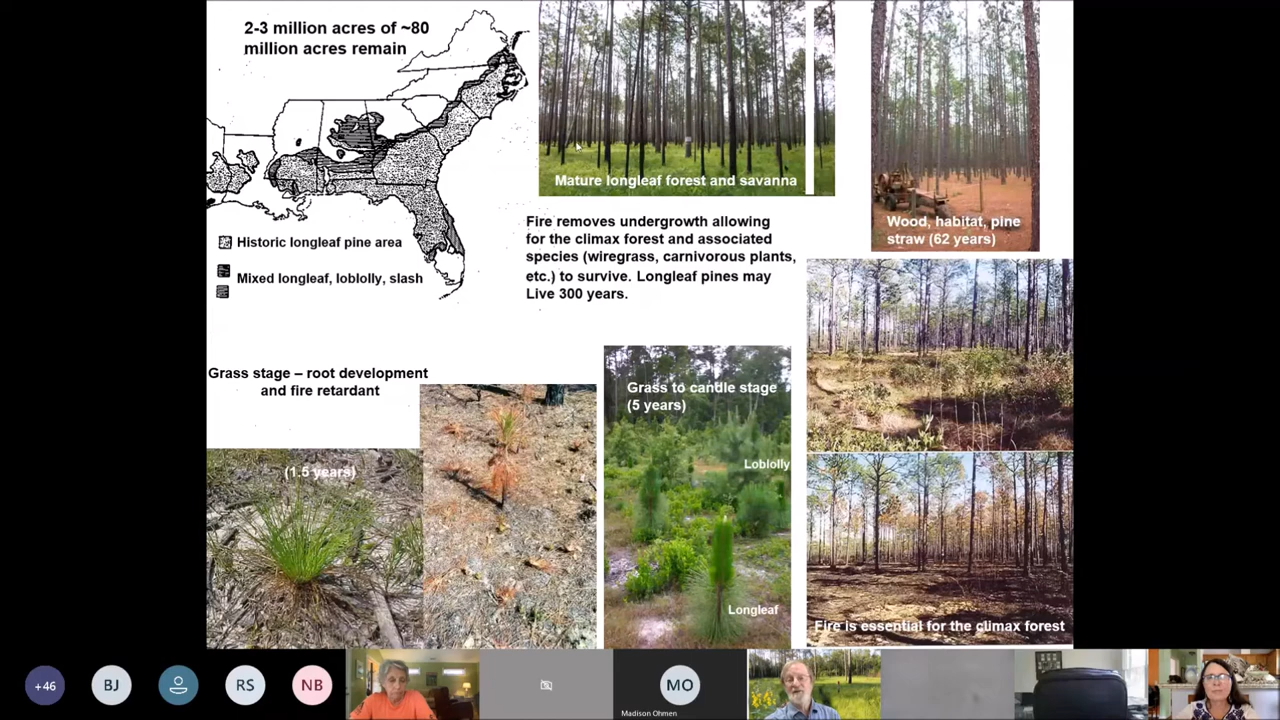 2-3 million acres of ~80
million acres remain
Historic longleaf pine area
Mixed longleaf, loblolly, slash
Mature longleaf forest and savanna
Wood, habitat, pine
straw (62 years)
Fire removes undergrowth allowing
for the climax forest and associated
species (wiregrass, carnivorous plants,
etc.) to survive. Longleaf pines may
Live 300 years.
Grass stage – root development
and fire retardant
(1.5 years)
Grass to candle stage
(5 years)
Loblolly
Longleaf
Fire is essential for the climax forest
+46
BJ
RS
NB
MO
Madison Ohmen